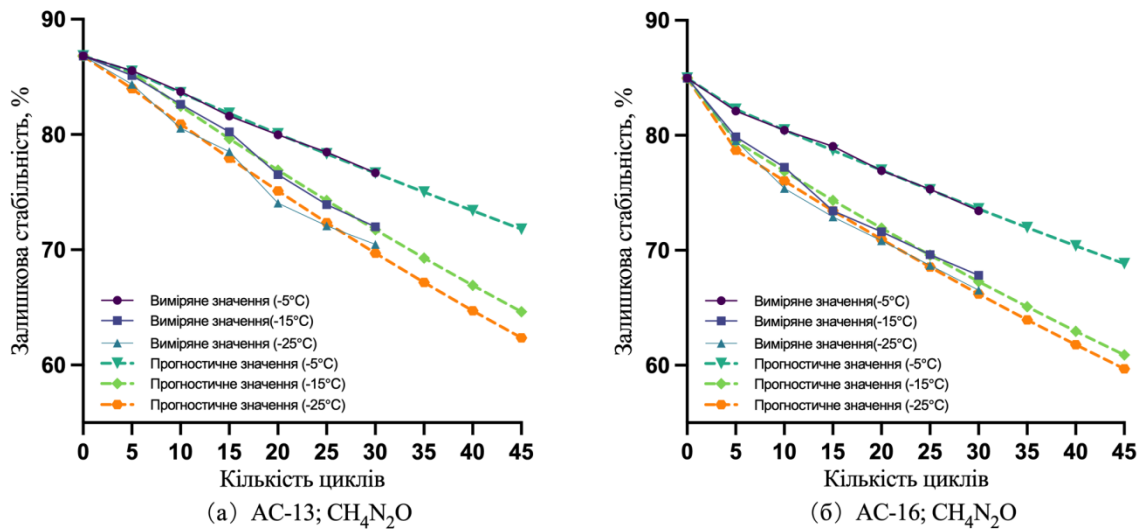 90
80
70
60
Залишкова стабільність, %
Виміряне значення (-5°C)
Виміряне значення(-15°C)
Виміряне значення(-25°C)
Прогностичне значення (-5°C)
Прогностичне значення (-15°C)
Прогностичне значення (-25°C)
0 5 10 15 20 25 30 35 40 45
Кількість циклів
(а) АС-13; CH₄N₂O
90
80
70
60
Залишкова стабільність, %
Виміряне значення (-5°C)
Виміряне значення(-15°C)
Виміряне значення(-25°C)
Прогностичне значення (-5°C)
Прогностичне значення (-15°C)
Прогностичне значення (-25°C)
0 5 10 15 20 25 30 35 40 45
Кількість циклів
(б) АС-16; CH₄N₂O